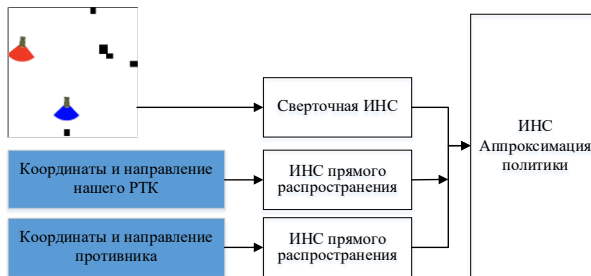 Сверточная ИНС
ИНС
Аппроксимация
политики
Координаты и направление
нашего РТК
ИНС прямого
распространения
Координаты и направление
противника
ИНС прямого
распространения